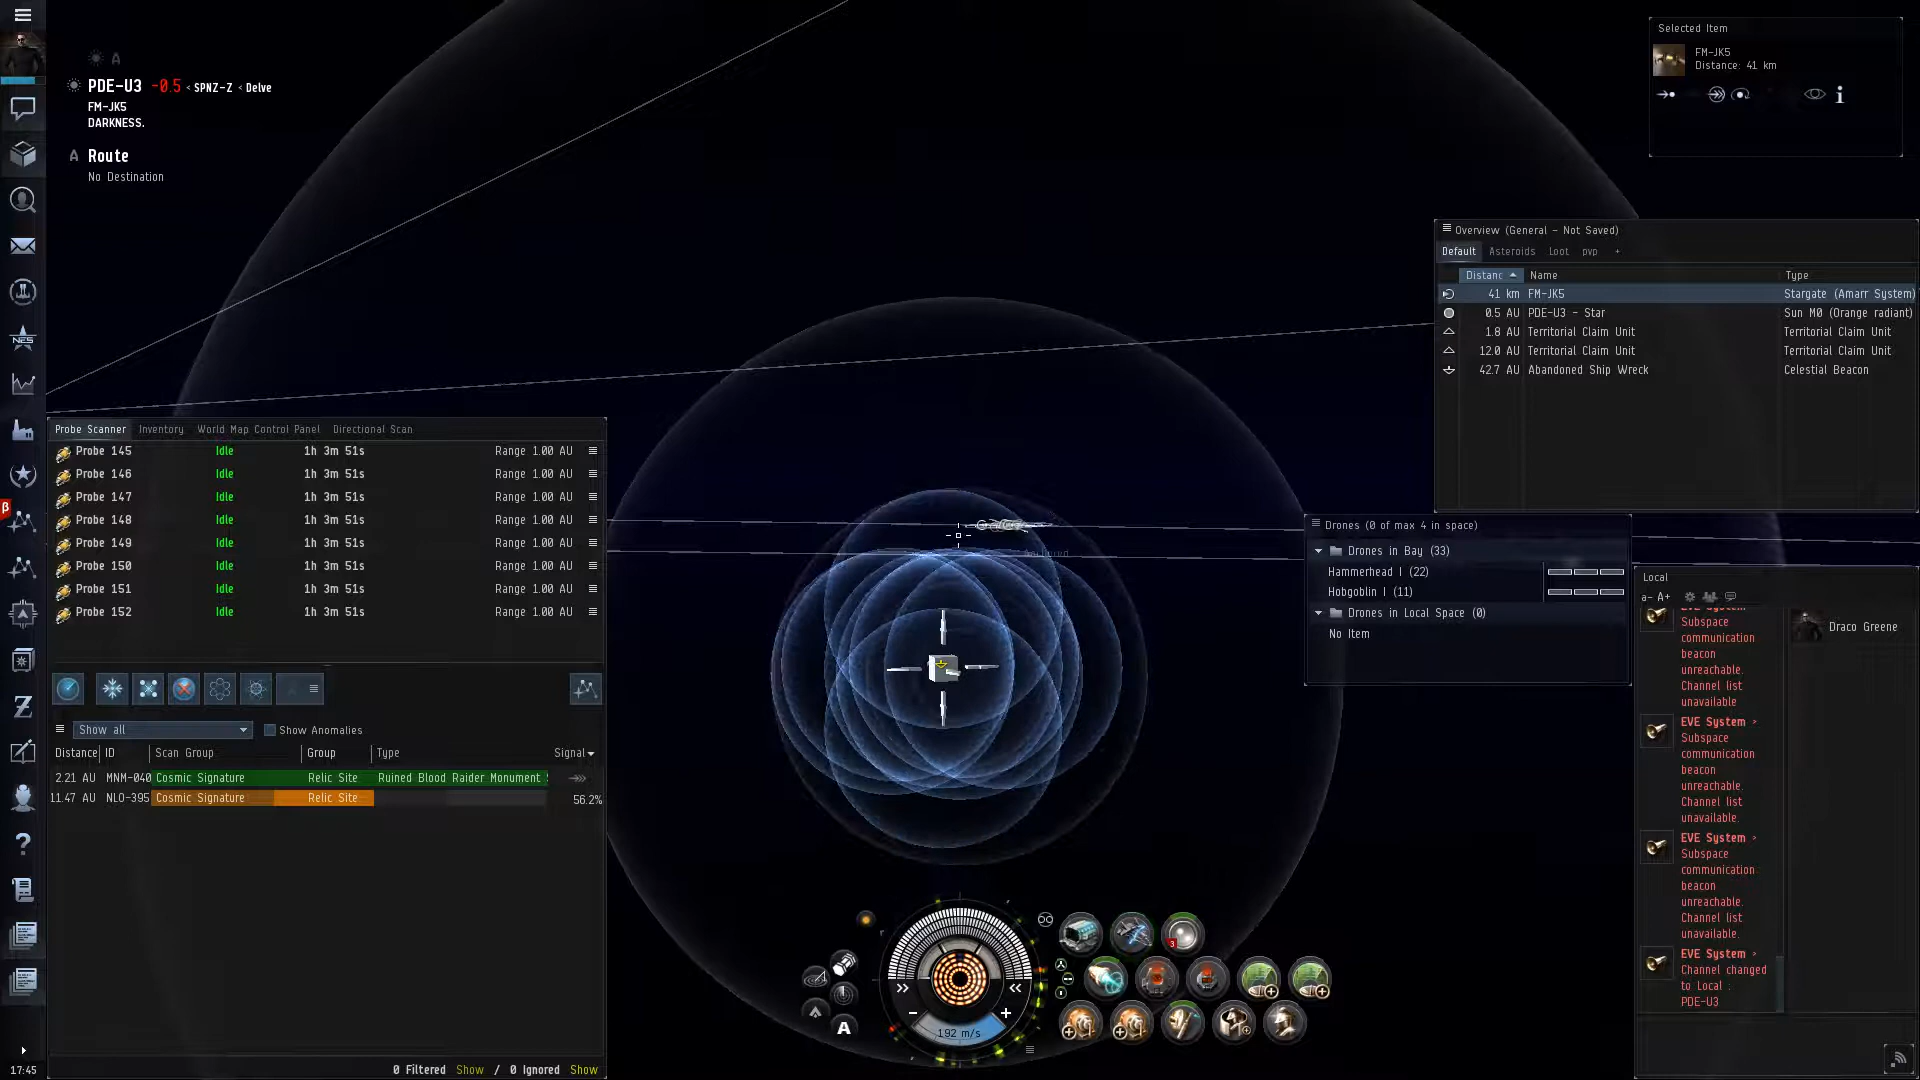 A
PDE-U3 -0.5 < SPNZ-Z < Delve
FM-JK5
DARKNESS.
A Route
No Destination
Selected Item
FM-JK5
Distance: 41 km
Overview (General - Not Saved)
Default Asteroids Loot pvp +
Distanc Name Type
41 km FM-JK5 Stargate (Amarr System)
0.5 AU PDE-U3 - Star Sun M0 (Orange radiant)
1.8 AU Territorial Claim Unit Territorial Claim Unit
12.0 AU Territorial Claim Unit Territorial Claim Unit
42.7 AU Abandoned Ship Wreck Celestial Beacon
Probe Scanner Inventory World Map Control Panel Directional Scan
Probe 145 Idle 1h 3m 51s Range 1.00 AU
Probe 146 Idle 1h 3m 51s Range 1.00 AU
Probe 147 Idle 1h 3m 51s Range 1.00 AU
Probe 148 Idle 1h 3m 51s Range 1.00 AU
Probe 149 Idle 1h 3m 51s Range 1.00 AU
Probe 150 Idle 1h 3m 51s Range 1.00 AU
Probe 151 Idle 1h 3m 51s Range 1.00 AU
Probe 152 Idle 1h 3m 51s Range 1.00 AU
Show all Show Anomalies
Distance ID Scan Group Group Type Signal
2.21 AU MNM-040 Cosmic Signature Relic Site Ruined Blood Raider Monument
11.47 AU NLO-395 Cosmic Signature Relic Site 56.2%
0 Filtered Show / 0 Ignored Show
Drones (0 of max 4 in space)
Drones in Bay (33)
Hammerhead I (22)
Hobgoblin I (11)
Drones in Local Space (0)
No Item
Local
a- A+
EVE System >
Subspace
communication
beacon
unreachable.
Channel list
unavailable
EVE System >
Subspace
communication
beacon
unreachable.
Channel list
unavailable.
EVE System >
Subspace
communication
beacon
unreachable.
Channel list
unavailable.
EVE System >
Channel changed
to Local :
PDE-U3
Draco Greene
NES
β
3
A
192 m/s
17:45